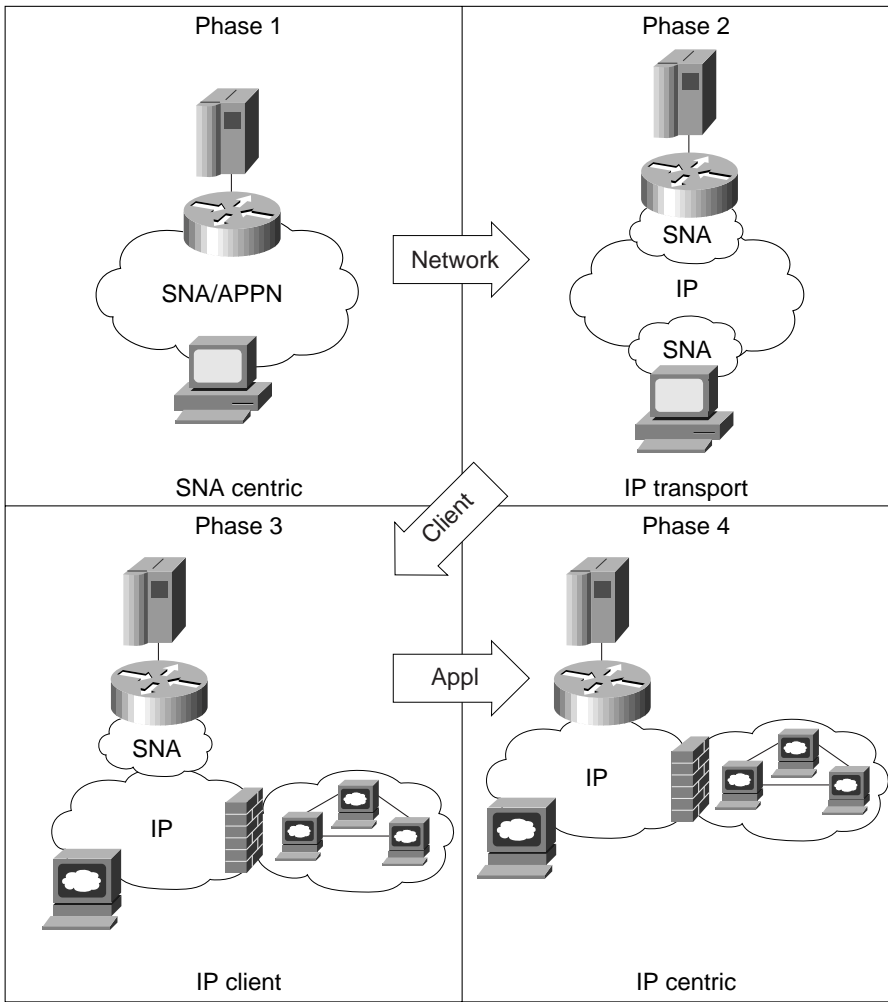 Phase 1
SNA/APPN
SNA centric
Network
Phase 2
SNA
IP
SNA
IP transport
Client
Phase 3
SNA
IP
IP client
Appl
Phase 4
IP
IP centric